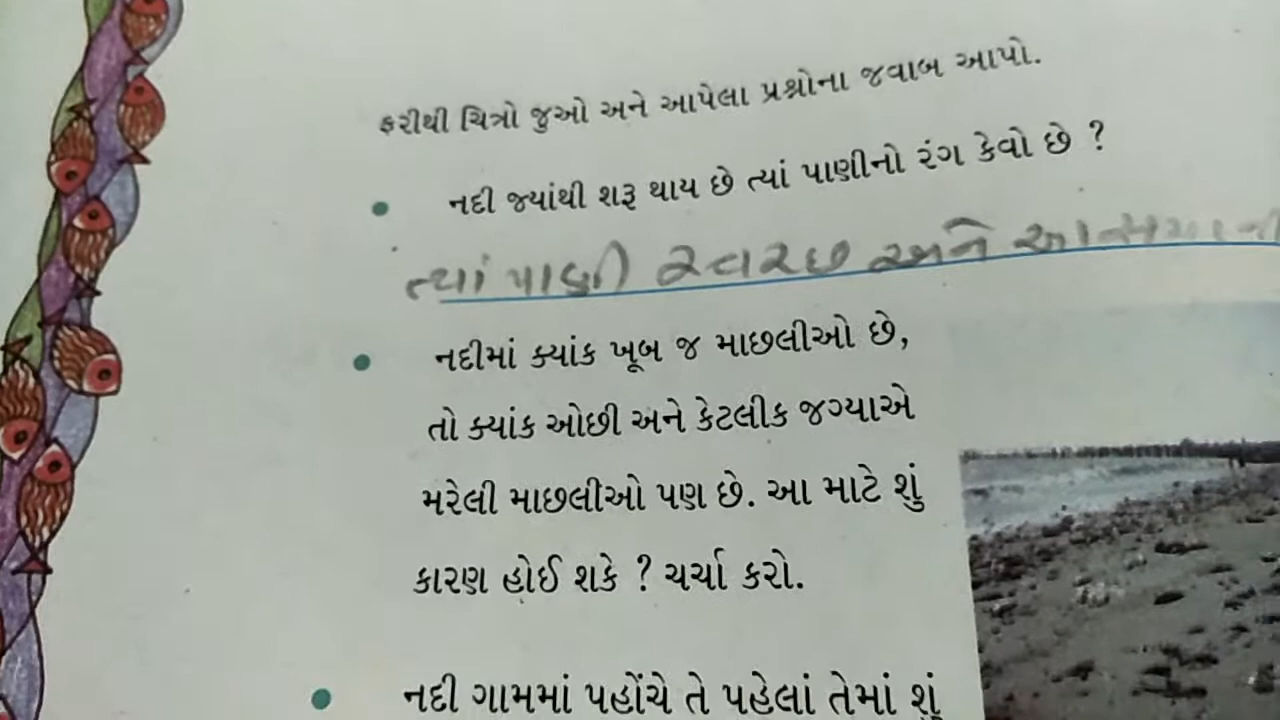 ફરીથી ચિત્રો જુઓ અને આપેલા પ્રશ્નોના જવાબ આપો.
• નદી જ્યાંથી શરૂ થાય છે ત્યાં પાણીનો રંગ કેવો છે ?
ત્યાં પાણી સ્વચ્છ અને આસમાની
• નદીમાં ક્યાંક ખૂબ જ માછલીઓ છે,
તો ક્યાંક ઓછી અને કેટલીક જગ્યાએ
મરેલી માછલીઓ પણ છે. આ માટે શું
કારણ હોઈ શકે ? ચર્ચા કરો.
• નદી ગામમાં પહોંચે તે પહેલાં તેમાં શું